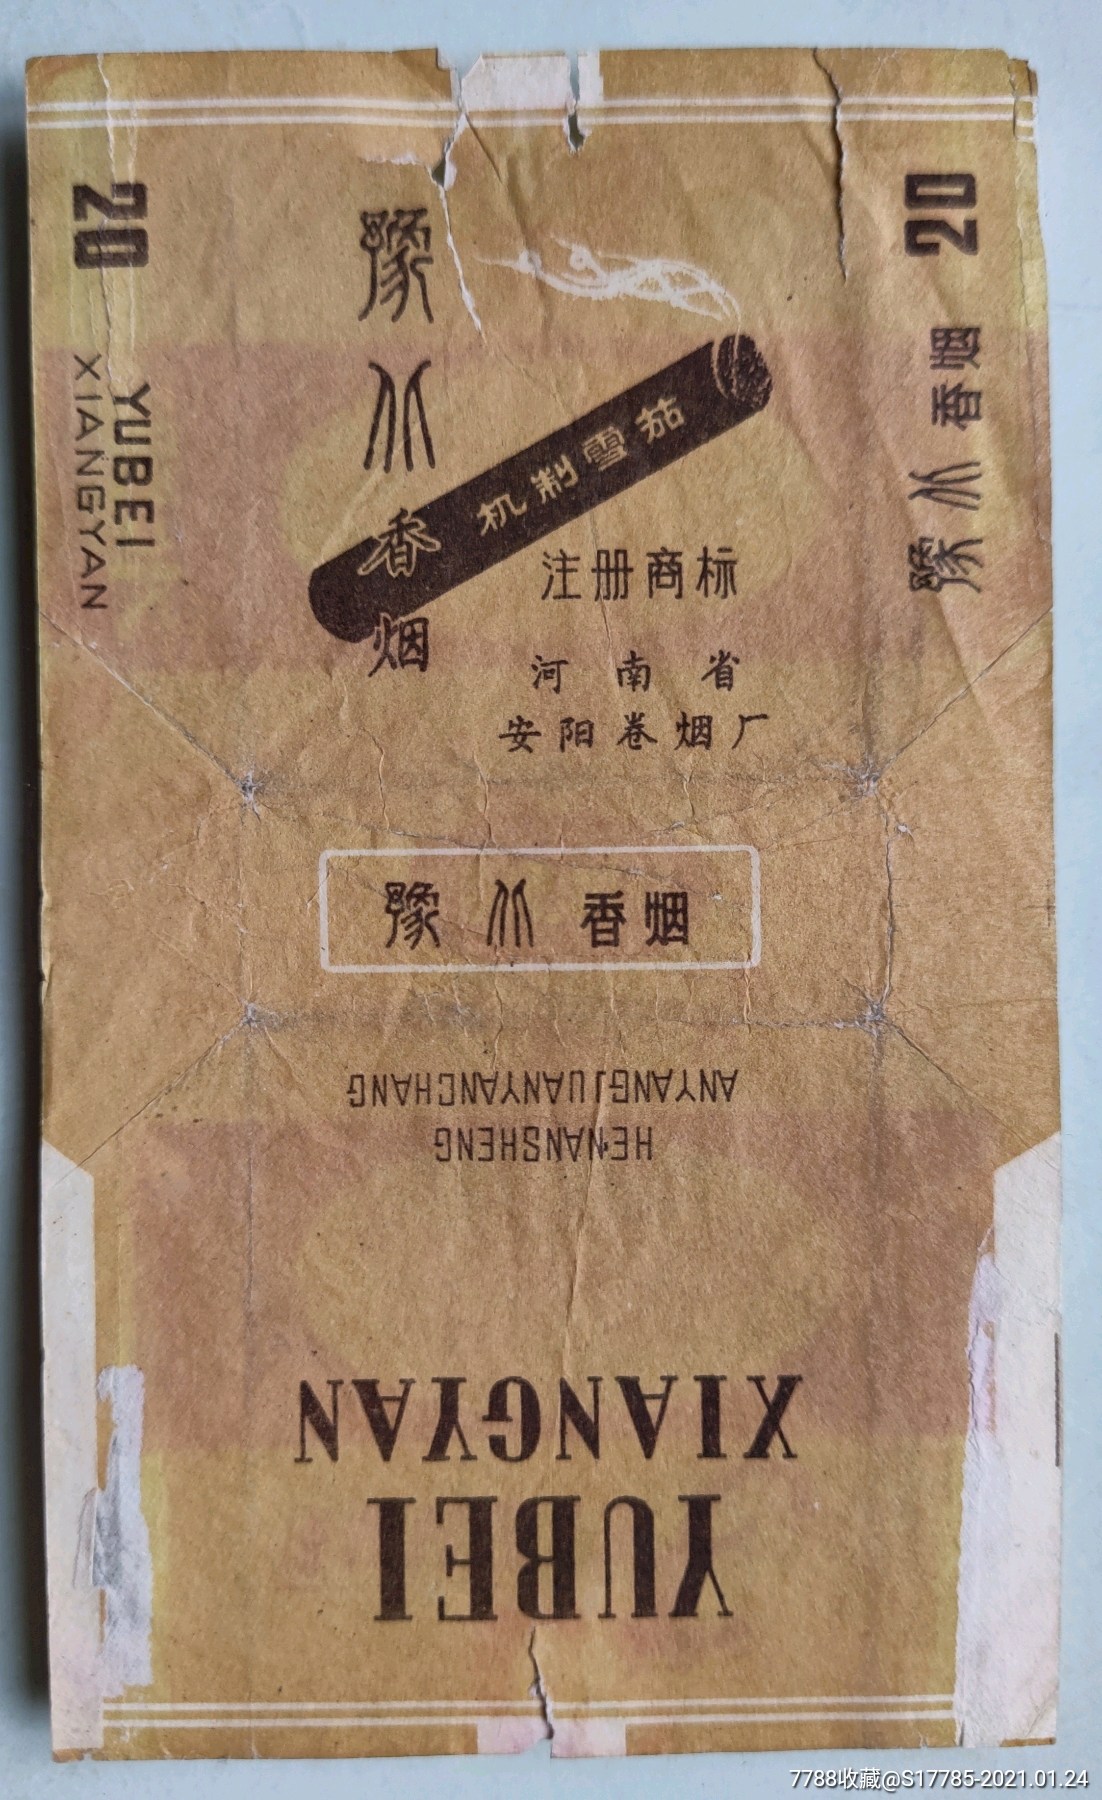 20
YUBEI
XIANGYAN
豫北香烟
机制雪茄
注册商标
河南省
安阳卷烟厂
20
豫北香烟
豫北香烟
ANYANGJUANYANCHANG
HENANSHENG
XIANGYAN
YUBEI
7788收藏@S17785-2021.01.24